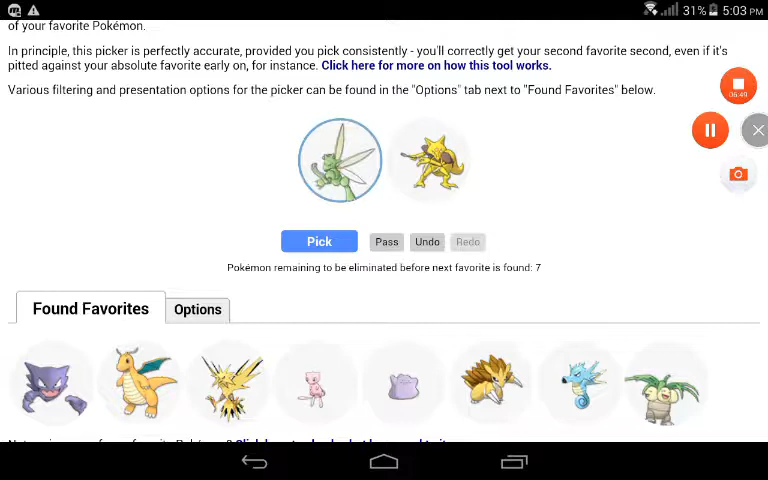 31% 5:03 PM
of your favorite Pokémon.
In principle, this picker is perfectly accurate, provided you pick consistently - you'll correctly get your second favorite second, even if it's
pitted against your absolute favorite early on, for instance. Click here for more on how this tool works.
Various filtering and presentation options for the picker can be found in the "Options" tab next to "Found Favorites" below.
06:49
Pick Pass Undo Redo
Pokémon remaining to be eliminated before next favorite is found: 7
Found Favorites Options